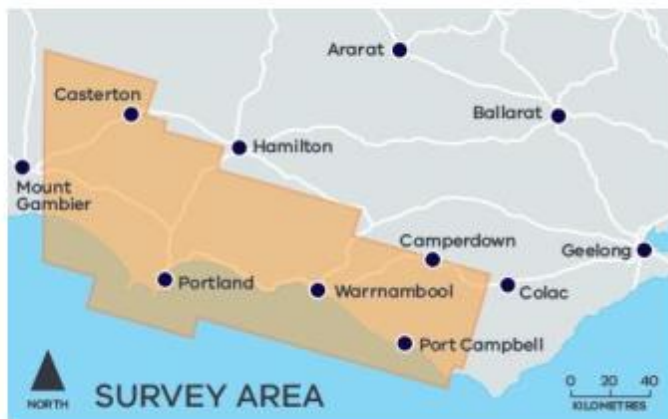 Ararat
Casterton
Ballarat
Hamilton
Mount
Gambier
Camperdown
Geelong
Portland
Warrnambool
Colac
Port Campbell
NORTH
SURVEY AREA
0 20 40
KILOMETRES